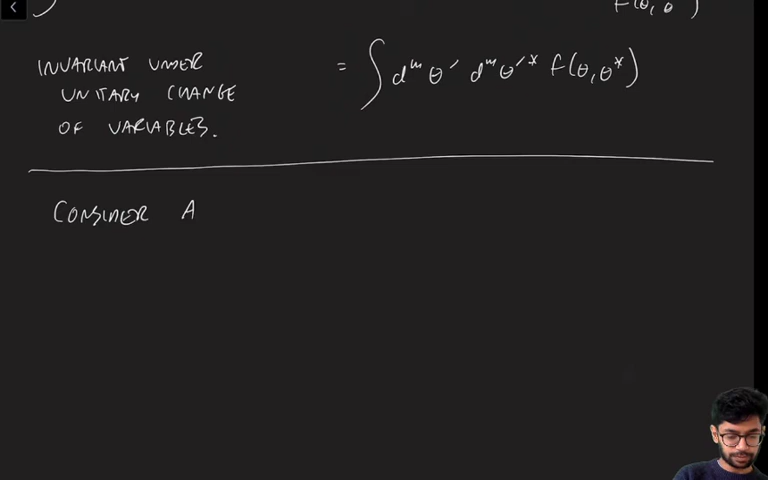 f(θ, θ
INVARIANT UNDER
UNITARY CHANGE
OF VARIABLES.
= ∫ dᵐθ′ dᵐθ′* f(θ, θ*)
CONSIDER A